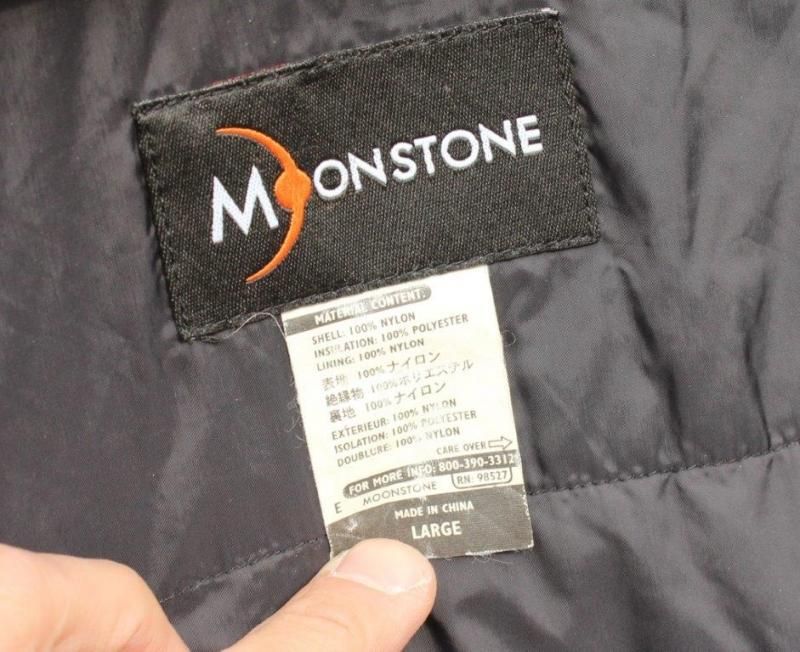 MOONSTONE
MATERIAL CONTENT:
SHELL: 100% NYLON
INSULATION: 100% POLYESTER
LINING: 100% NYLON
表地 100%ナイロン
絶縁物 100%ポリエステル
裏地 100%ナイロン
EXTERIEUR: 100% NYLON
ISOLATION: 100% POLYESTER
DOUBLURE: 100% NYLON
CARE OVER
FOR MORE INFO: 800-390-3312
E MOONSTONE RN: 98527
MADE IN CHINA
LARGE